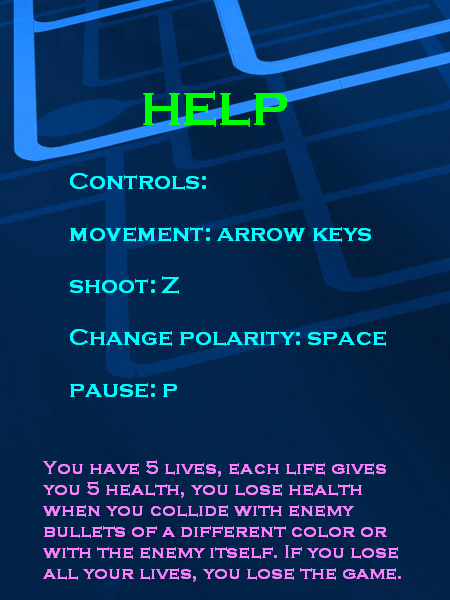 HELP
Controls:
movement: arrow keys
shoot: Z
Change polarity: space
pause: p
You have 5 lives, each life gives
you 5 health, you lose health
when you collide with enemy
bullets of a different color or
with the enemy itself. If you lose
all your lives, you lose the game.